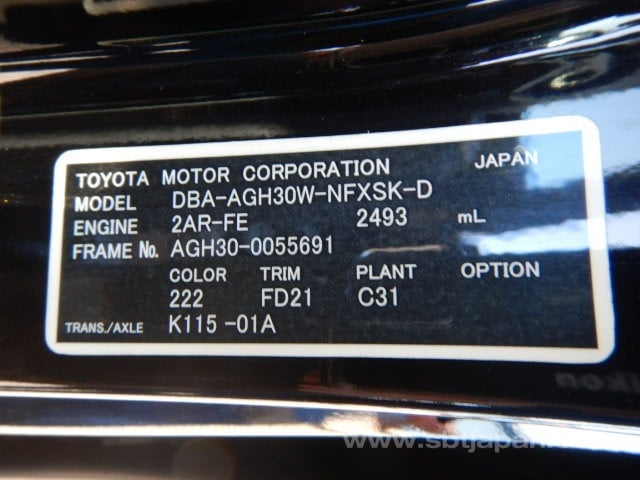 TOYOTA MOTOR CORPORATION JAPAN
MODEL DBA-AGH30W-NFXSK-D
ENGINE 2AR-FE 2493 mL
FRAME No. AGH30-0055691
COLOR TRIM PLANT OPTION
222 FD21 C31
TRANS./AXLE K115 -01A
www.sbtjapan.